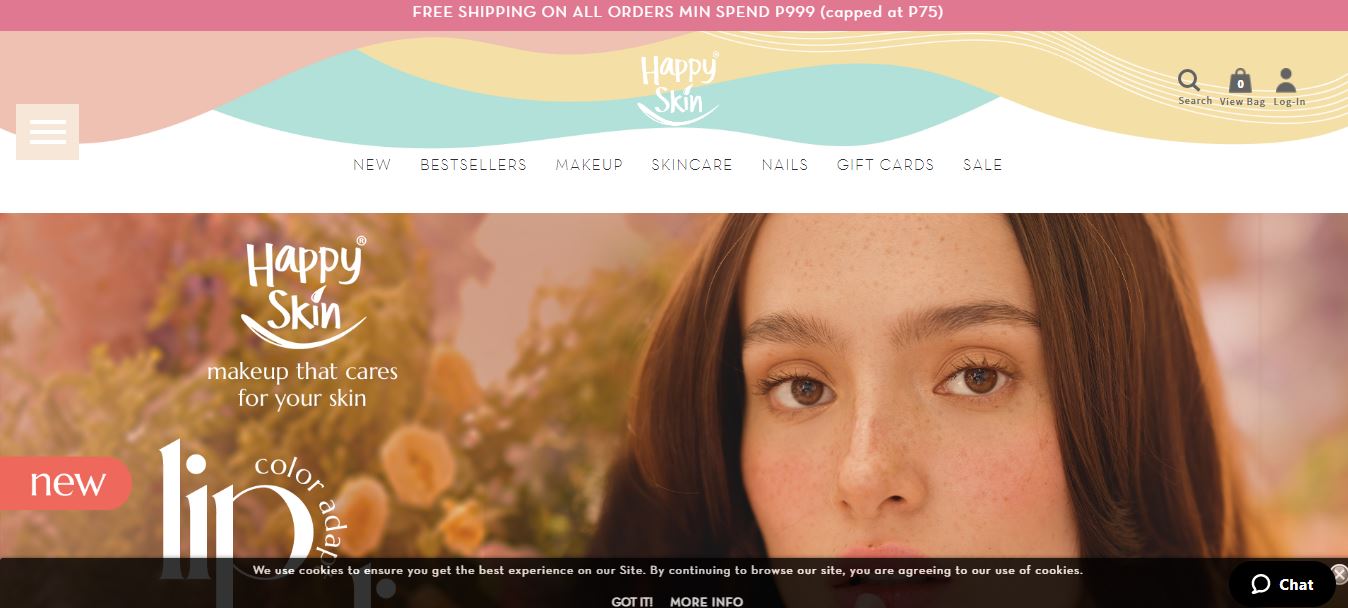 FREE SHIPPING ON ALL ORDERS MIN SPEND P999 (capped at P75)
Happy®
Skin
Search
0
View Bag
Log-In
NEW
BESTSELLERS
MAKEUP
SKINCARE
NAILS
GIFT CARDS
SALE
Happy®
Skin
makeup that cares
for your skin
new
lip
color
We use cookies to ensure you get the best experience on our Site. By continuing to browse our site, you are agreeing to our use of cookies.
GOT IT!
MORE INFO
Chat